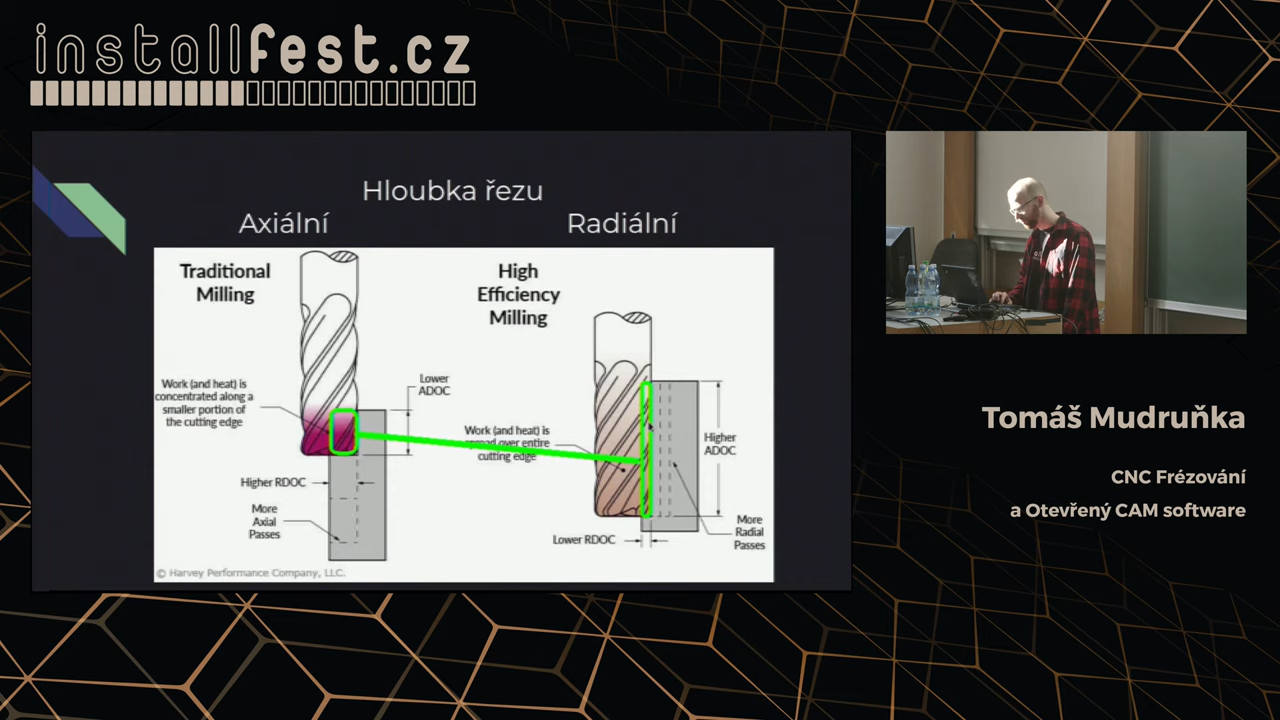 installfest.cz
Hloubka řezu
Axiální
Radiální
Traditional
Milling
High
Efficiency
Milling
Work (and heat) is
concentrated along a
smaller portion of
the cutting edge
Lower
ADOC
Higher RDOC
More
Axial
Passes
Work (and heat) is
spread over entire
cutting edge
Higher
ADOC
Lower RDOC
More
Radial
Passes
© Harvey Performance Company, LLC.
Tomáš Mudruňka
CNC Frézování
a Otevřený CAM software